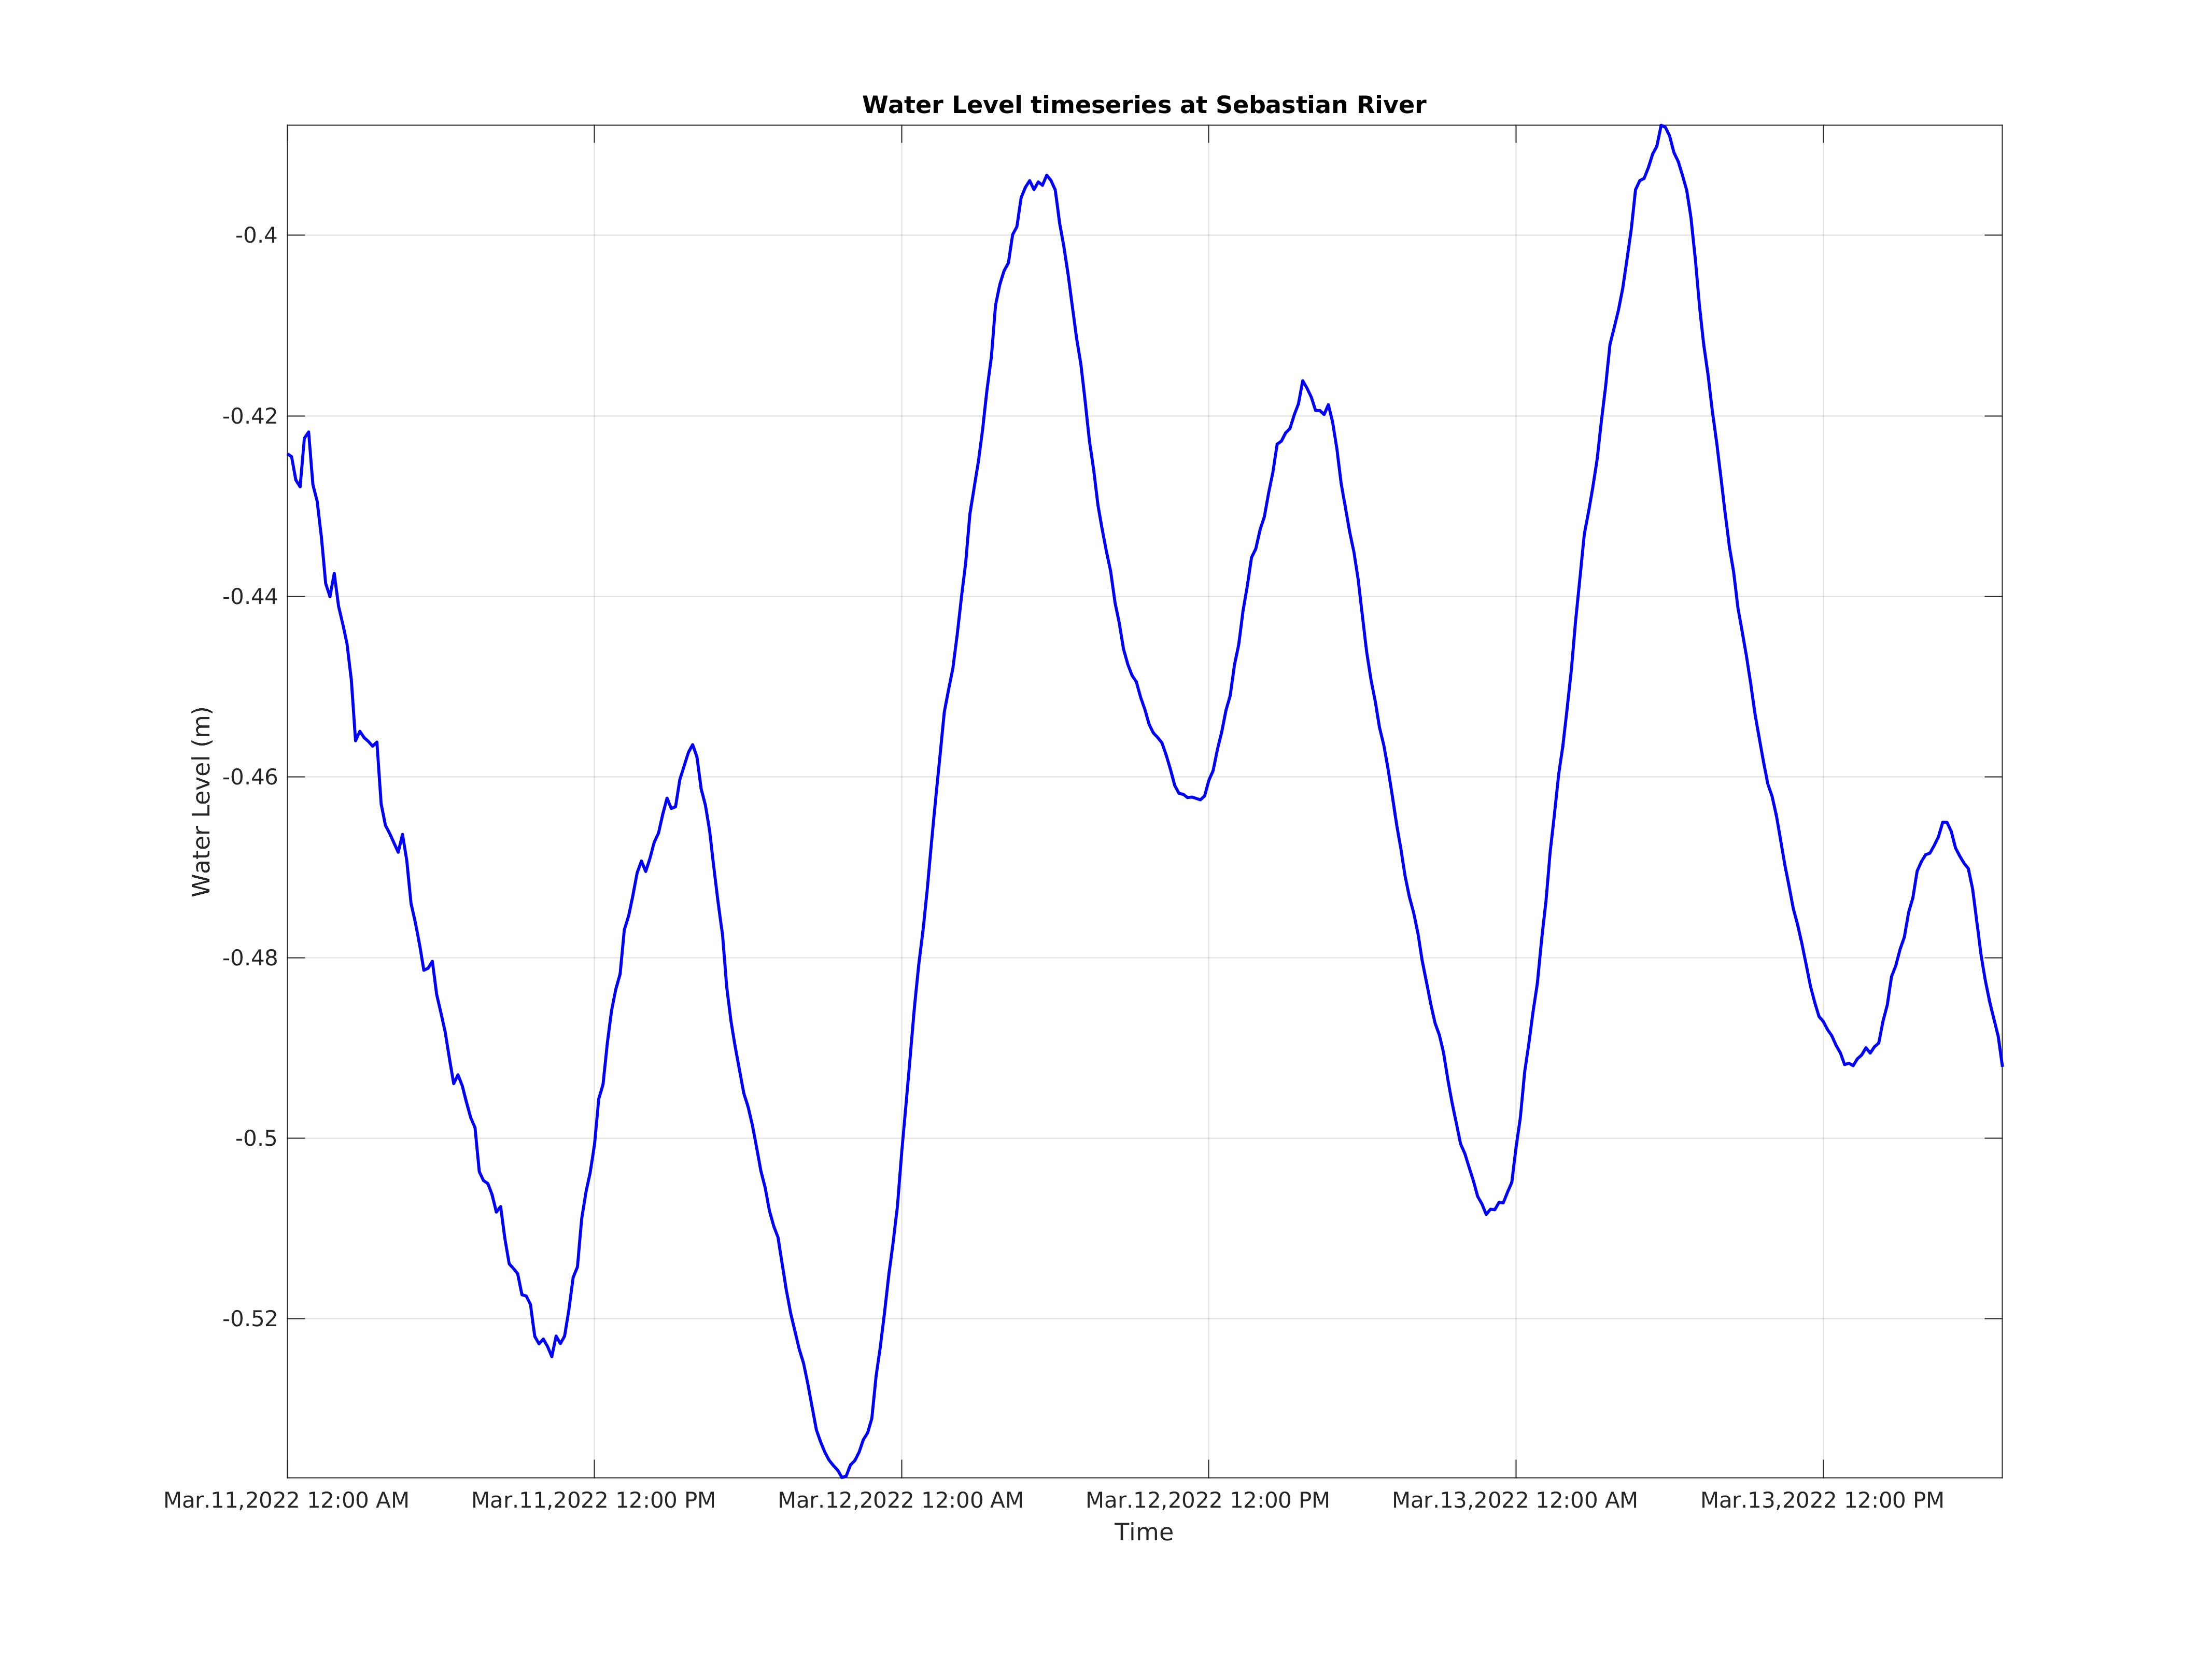 Water Level timeseries at Sebastian River
-0.4
-0.42
-0.44
-0.46
-0.48
-0.5
-0.52
Water Level (m)
Mar.11,2022 12:00 AM Mar.11,2022 12:00 PM Mar.12,2022 12:00 AM Mar.12,2022 12:00 PM Mar.13,2022 12:00 AM Mar.13,2022 12:00 PM
Time